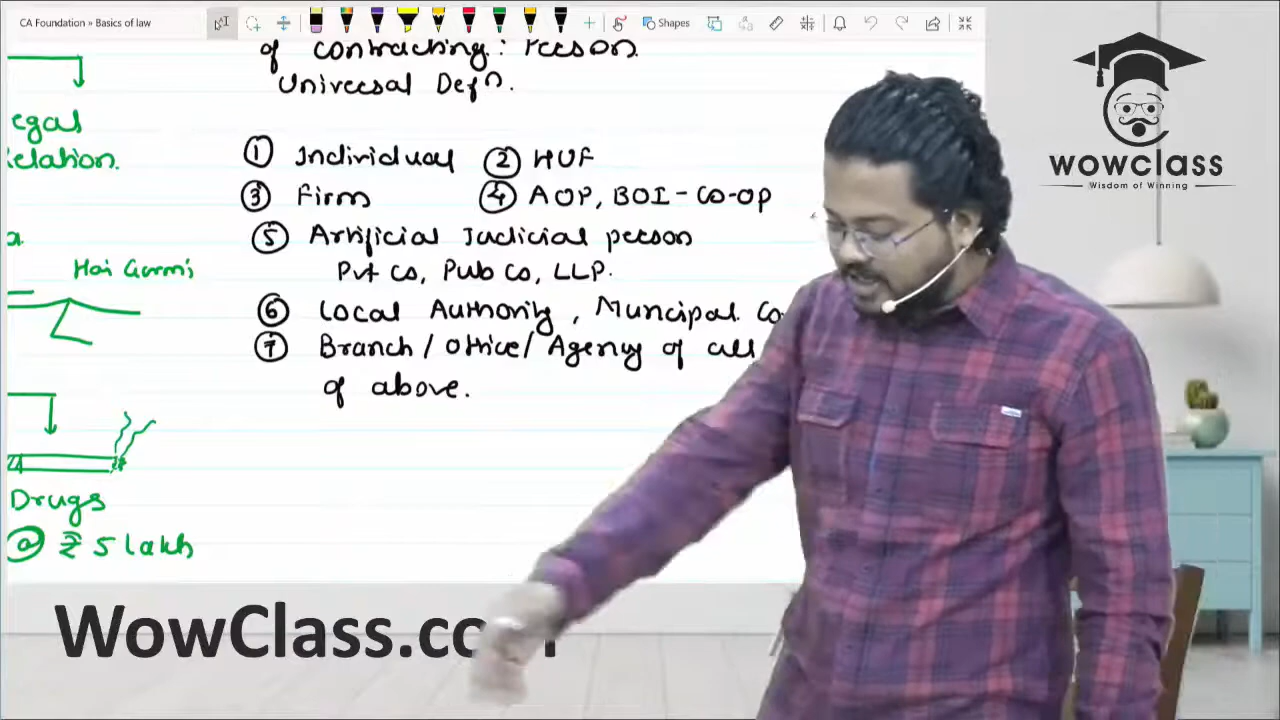 CA Foundation » Basics of law
Shapes
of contracting: Person
Universal Defn.
① Individual ② HUF
③ Firm ④ AOP, BOI - CO-OP
⑤ Artificial Judicial person
Pvt Co, Pub Co, LLP.
⑥ Local Authority, Muncipal Co
⑦ Branch / office / Agency of all
of above.
egal
Relation.
a
Hai Garmi
Drugs
@ ₹ 5 lakh
wowclass
Wisdom of Winning
WowClass.co